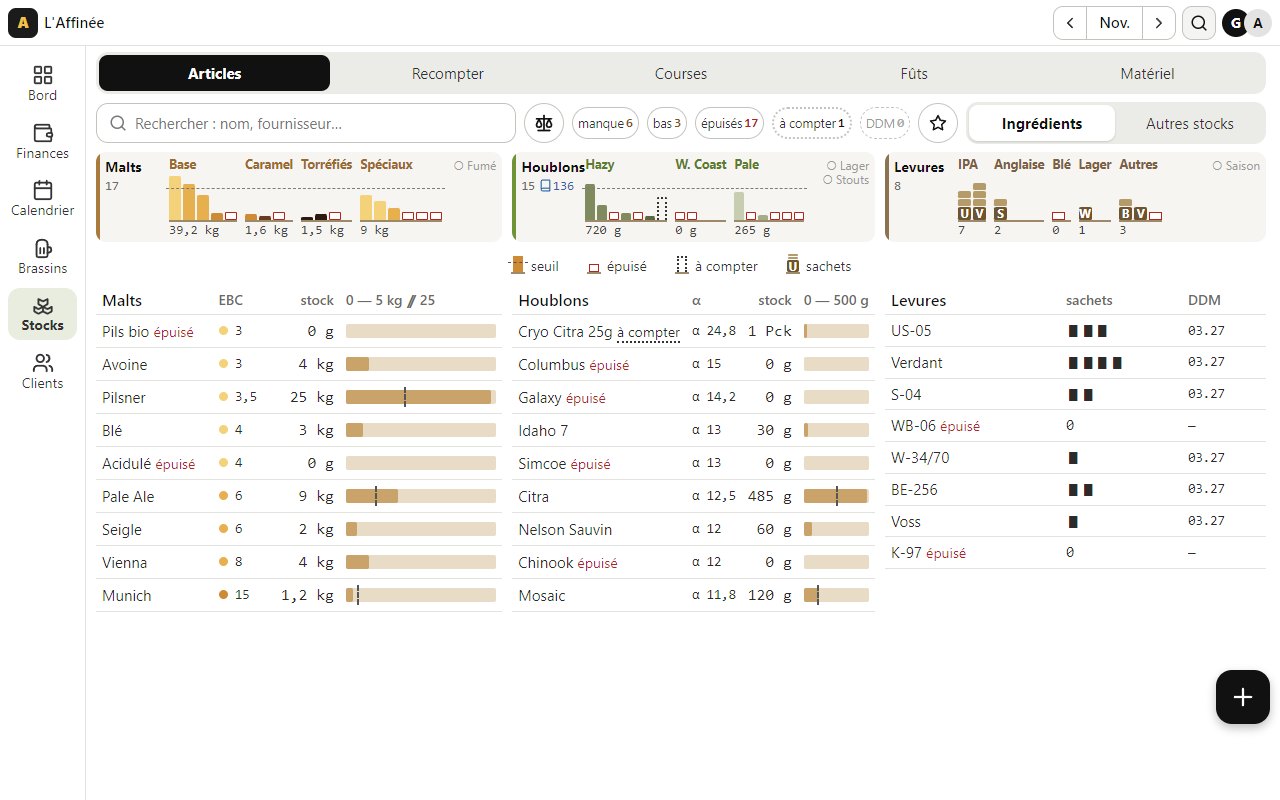 A L'Affinée
Nov.
G A
Articles Recompter Courses Fûts Matériel
Rechercher : nom, fournisseur...
manque 6
bas 3
épuisés 17
à compter 1
DDM 0
Ingrédients Autres stocks
Bord
Finances
Calendrier
Brassins
Stocks
Clients
Malts
17
Base Caramel Torréfiés Spéciaux
Fumé
39,2 kg 1,6 kg 1,5 kg 9 kg
Houblons
15 136
Hazy W. Coast Pale
Lager
Stouts
720 g 0 g 265 g
Levures
8
IPA Anglaise Blé Lager Autres
Saison
U V S W B V
7 2 0 1 3
seuil épuisé à compter U sachets
Malts EBC stock 0 — 5 kg // 25
Pils bio épuisé 3 0 g
Avoine 3 4 kg
Pilsner 3,5 25 kg
Blé 4 3 kg
Acidulé épuisé 4 0 g
Pale Ale 6 9 kg
Seigle 6 2 kg
Vienna 8 4 kg
Munich 15 1,2 kg
Houblons α stock 0 — 500 g
Cryo Citra 25g à compter α 24,8 1 Pck
Columbus épuisé α 15 0 g
Galaxy épuisé α 14,2 0 g
Idaho 7 α 13 30 g
Simcoe épuisé α 13 0 g
Citra α 12,5 485 g
Nelson Sauvin α 12 60 g
Chinook épuisé α 12 0 g
Mosaic α 11,8 120 g
Levures sachets DDM
US-05 03.27
Verdant 03.27
S-04 03.27
WB-06 épuisé 0 –
W-34/70 03.27
BE-256 03.27
Voss 03.27
K-97 épuisé 0 –